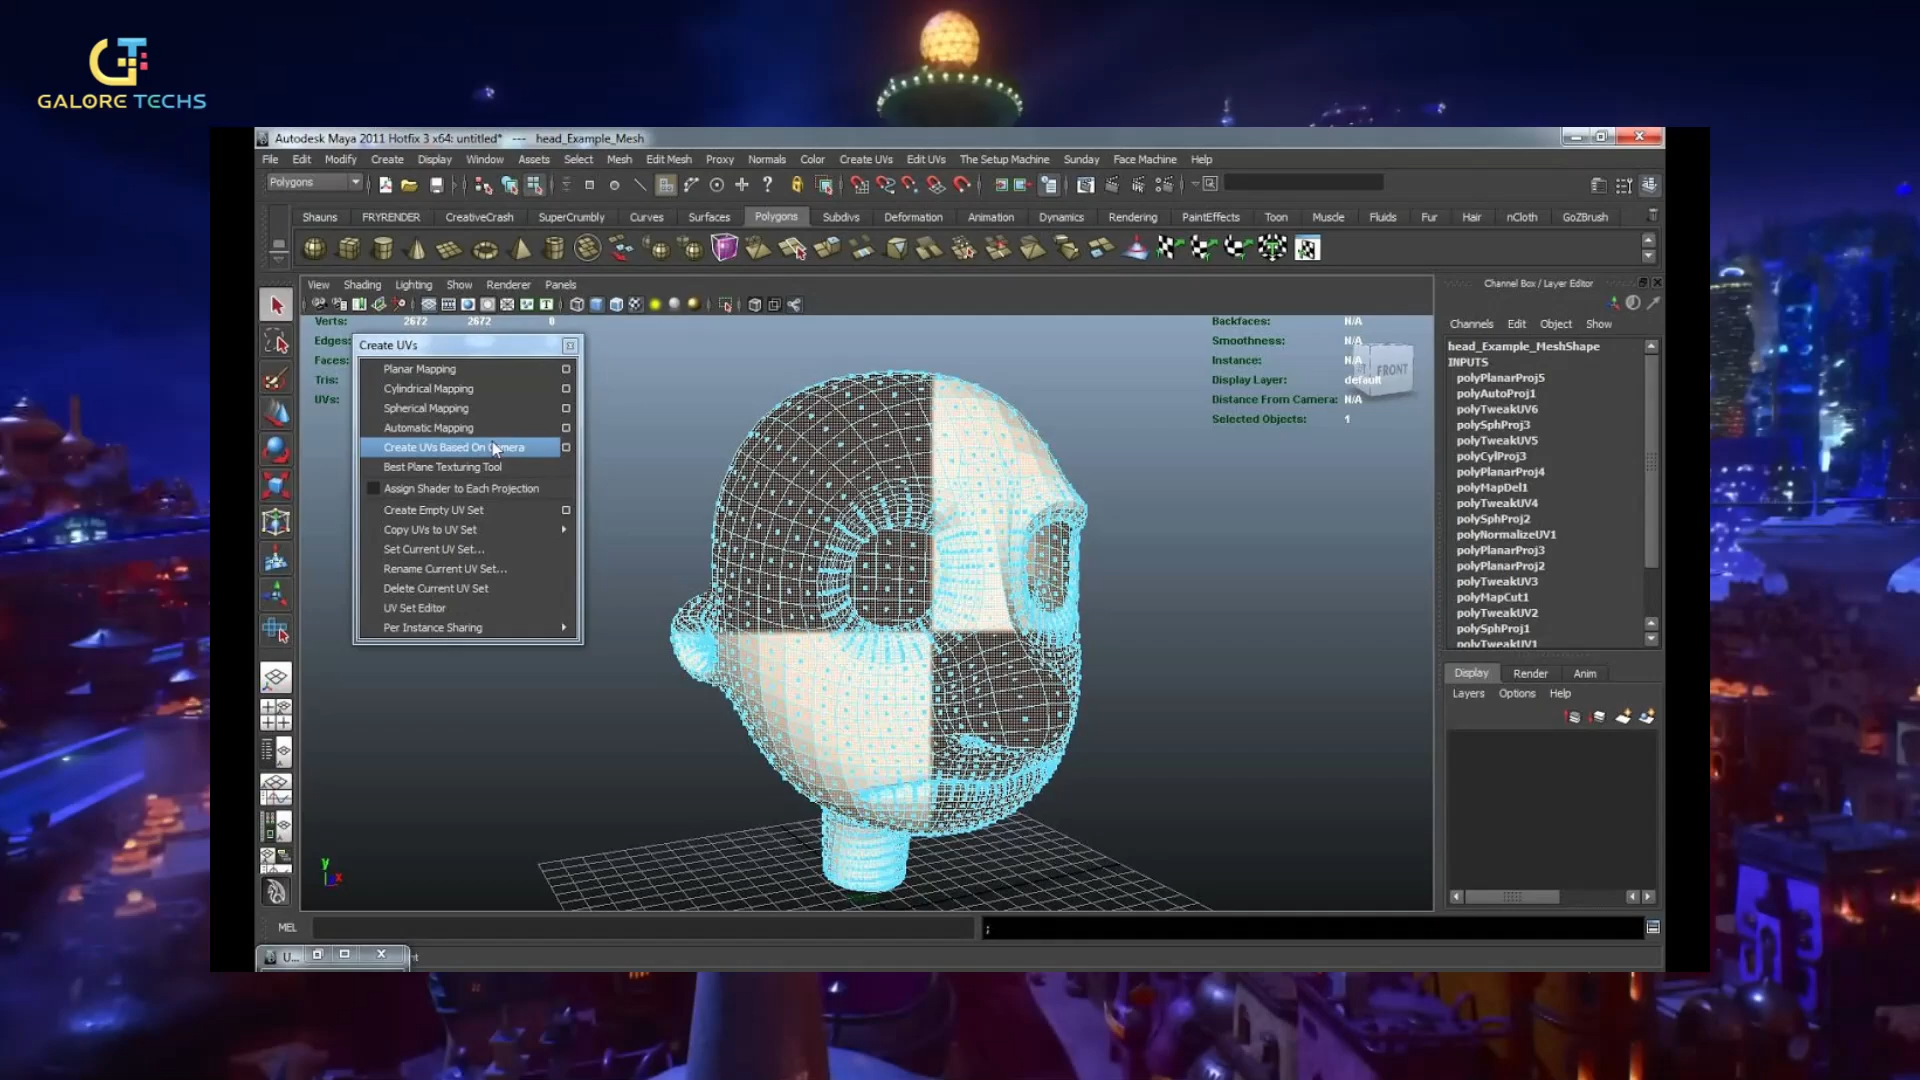 GALORE TECHS
Autodesk Maya 2011 Hotfix 3 x64: untitled* --- head_Example_Mesh
File Edit Modify Create Display Window Assets Select Mesh Edit Mesh Proxy Normals Color Create UVs Edit UVs The Setup Machine Sunday Face Machine Help
Polygons
Shauns FRYRENDER CreativeCrash SuperCrumbly Curves Surfaces Polygons Subdivs Deformation Animation Dynamics Rendering PaintEffects Toon Muscle Fluids Fur Hair nCloth GoZBrush
View Shading Lighting Show Renderer Panels
Verts: 2672 2672 0
Edges:
Faces:
Tris:
UVs:
Create UVs
Planar Mapping
Cylindrical Mapping
Spherical Mapping
Automatic Mapping
Create UVs Based On Camera
Best Plane Texturing Tool
Assign Shader to Each Projection
Create Empty UV Set
Copy UVs to UV Set
Set Current UV Set...
Rename Current UV Set...
Delete Current UV Set
UV Set Editor
Per Instance Sharing
Backfaces: N/A
Smoothness: N/A
Instance: N/A
Display Layer: default
Distance From Camera: N/A
Selected Objects: 1
FRONT
y
x
Channel Box / Layer Editor
Channels Edit Object Show
head_Example_MeshShape
INPUTS
polyPlanarProj5
polyAutoProj1
polyTweakUV6
polySphProj3
polyTweakUV5
polyCylProj3
polyPlanarProj4
polyMapDel1
polyTweakUV4
polySphProj2
polyNormalizeUV1
polyPlanarProj3
polyPlanarProj2
polyTweakUV3
polyMapCut1
polyTweakUV2
polySphProj1
polyTweakUV1
Display Render Anim
Layers Options Help
MEL
;
U...